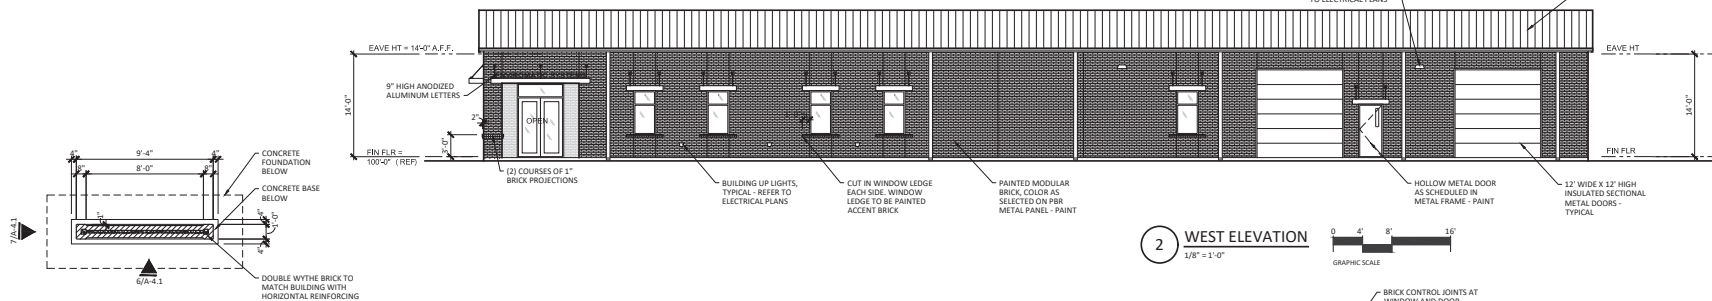 TO ELECTRICAL PLANS
EAVE HT = 14'-0" A.F.F.
EAVE HT
9" HIGH ANODIZED
ALUMINUM LETTERS
14'-0"
2"
3'-0"
OPEN
1'-0"
14'-0"
FIN FLR =
100'-0" (REF)
FIN FLR
(2) COURSES OF 1"
BRICK PROJECTIONS
BUILDING UP LIGHTS,
TYPICAL - REFER TO
ELECTRICAL PLANS
CUT IN WINDOW LEDGE
EACH SIDE. WINDOW
LEDGE TO BE PAINTED
ACCENT BRICK
PAINTED MODULAR
BRICK, COLOR AS
SELECTED ON PBR
METAL PANEL - PAINT
HOLLOW METAL DOOR
AS SCHEDULED IN
METAL FRAME - PAINT
12' WIDE X 12' HIGH
INSULATED SECTIONAL
METAL DOORS -
TYPICAL
4"
9'-4"
4"
8"
8'-0"
8"
CONCRETE
FOUNDATION
BELOW
CONCRETE BASE
BELOW
1"
4"
1'-0"
4"
7/A-4.1
6/A-4.1
DOUBLE WYTHE BRICK TO
MATCH BUILDING WITH
HORIZONTAL REINFORCING
2
WEST ELEVATION
1/8" = 1'-0"
0 4' 8' 16'
GRAPHIC SCALE
BRICK CONTROL JOINTS AT
WINDOW AND DOOR